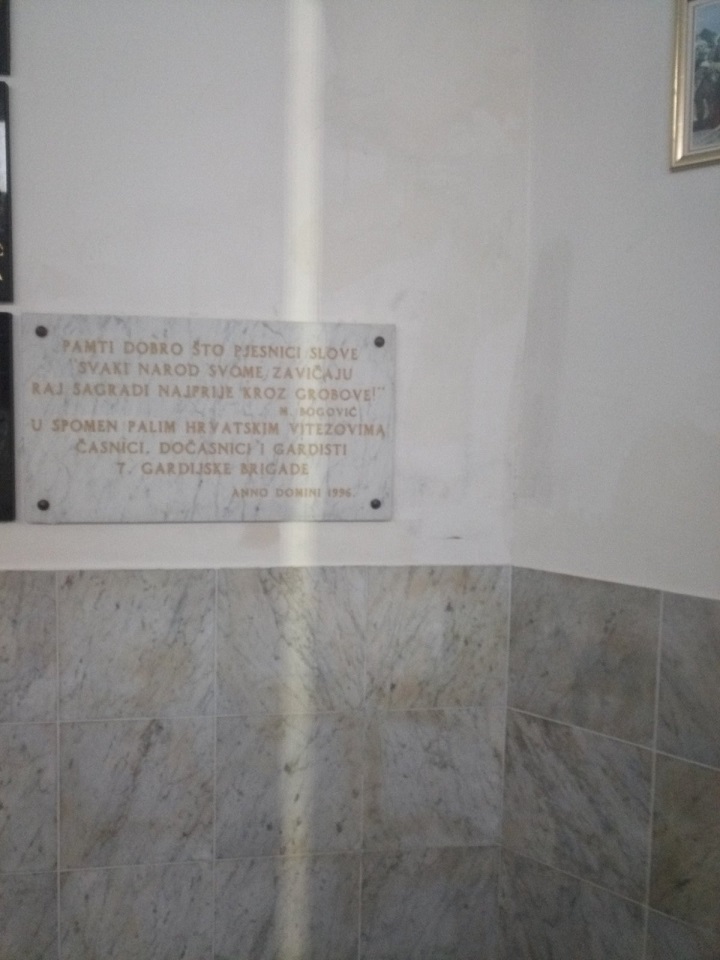 PAMTI DOBRO ŠTO PJESNICI SLOVE
"SVAKI NAROD SVOME ZAVIČAJU
RAJ SAGRADI NAJPRIJE KROZ GROBOVE!"
M. BOGOVIĆ
U SPOMEN PALIM HRVATSKIM VITEZOVIMA
ČASNICI, DOČASNICI I GARDISTI
7. GARDIJSKE BRIGADE
ANNO DOMINI 1996.